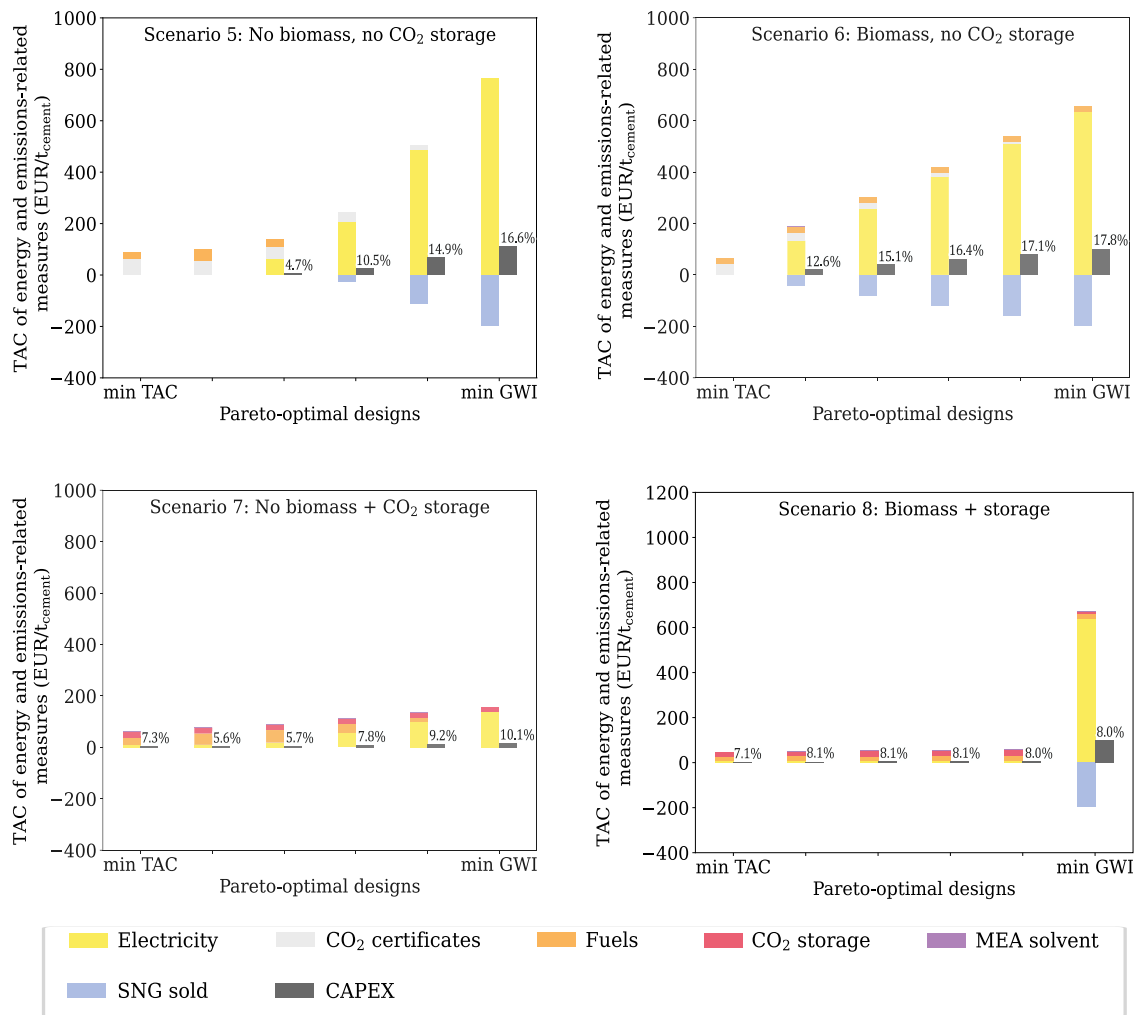 Scenario 5: No biomass, no CO₂ storage
TAC of energy and emissions-related
measures (EUR/t_cement)
1000
800
600
400
200
0
−200
−400
4.7%
10.5%
14.9%
16.6%
min TAC
min GWI
Pareto-optimal designs
Scenario 6: Biomass, no CO₂ storage
TAC of energy and emissions-related
measures (EUR/t_cement)
1000
800
600
400
200
0
−200
−400
12.6%
15.1%
16.4%
17.1%
17.8%
min TAC
min GWI
Pareto-optimal designs
Scenario 7: No biomass + CO₂ storage
TAC of energy and emissions-related
measures (EUR/t_cement)
1000
800
600
400
200
0
−200
−400
7.3%
5.6%
5.7%
7.8%
9.2%
10.1%
min TAC
min GWI
Pareto-optimal designs
Scenario 8: Biomass + storage
TAC of energy and emissions-related
measures (EUR/t_cement)
1200
1000
800
600
400
200
0
−200
−400
7.1%
8.1%
8.1%
8.1%
8.0%
8.0%
min TAC
min GWI
Pareto-optimal designs
Electricity
CO₂ certificates
Fuels
CO₂ storage
MEA solvent
SNG sold
CAPEX